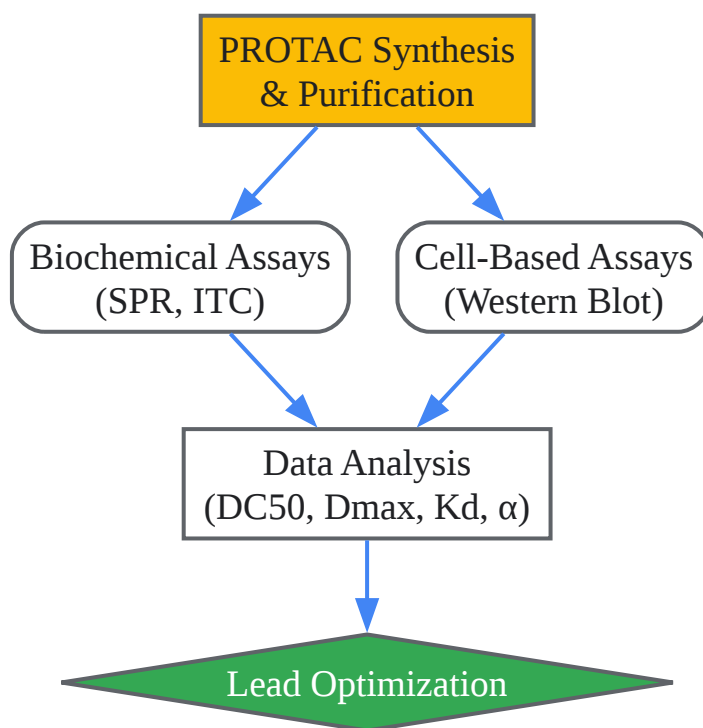 PROTAC Synthesis
& Purification
Biochemical Assays
(SPR, ITC)
Cell-Based Assays
(Western Blot)
Data Analysis
(DC50, Dmax, Kd, α)
Lead Optimization